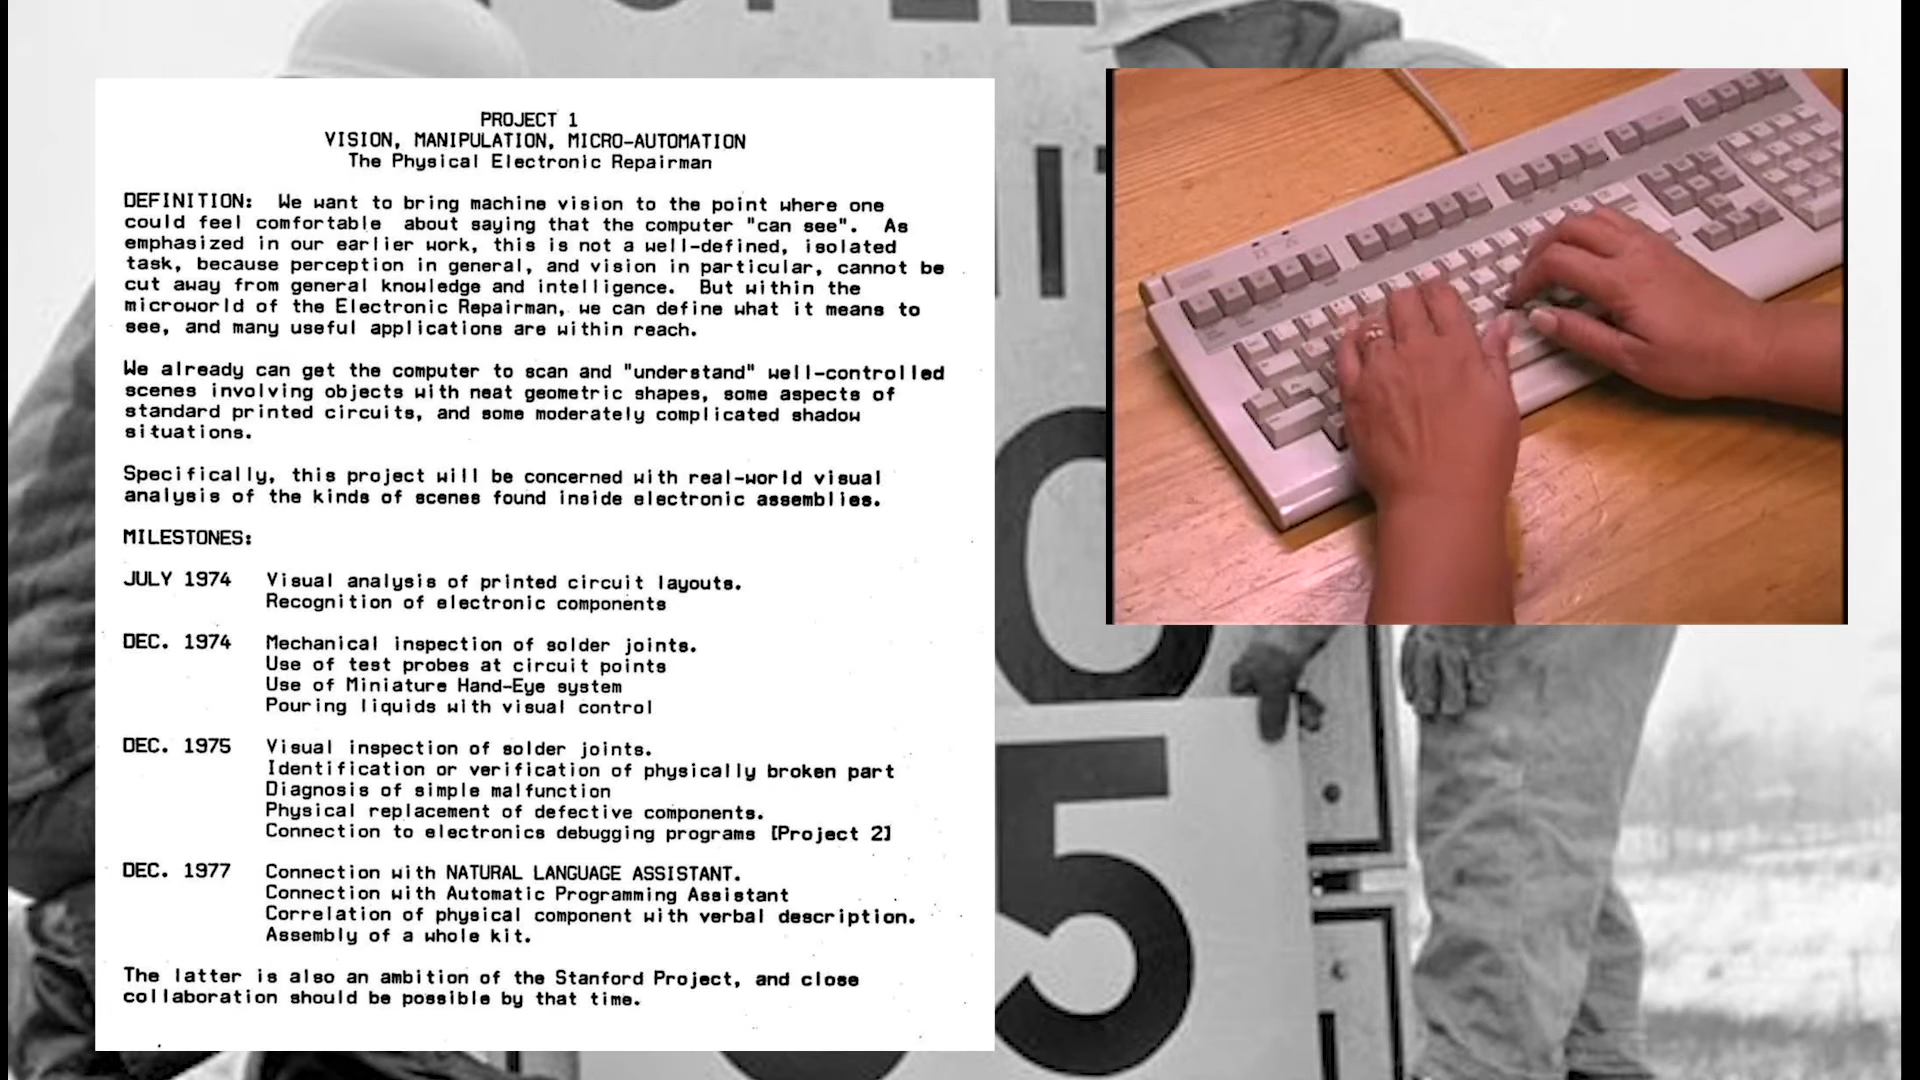 PROJECT 1
VISION, MANIPULATION, MICRO-AUTOMATION
The Physical Electronic Repairman
DEFINITION: We want to bring machine vision to the point where one
could feel comfortable about saying that the computer "can see". As
emphasized in our earlier work, this is not a well-defined, isolated
task, because perception in general, and vision in particular, cannot be
cut away from general knowledge and intelligence. But within the
microworld of the Electronic Repairman, we can define what it means to
see, and many useful applications are within reach.
We already can get the computer to scan and "understand" well-controlled
scenes involving objects with neat geometric shapes, some aspects of
standard printed circuits, and some moderately complicated shadow
situations.
Specifically, this project will be concerned with real-world visual
analysis of the kinds of scenes found inside electronic assemblies.
MILESTONES:
JULY 1974 Visual analysis of printed circuit layouts.
Recognition of electronic components
DEC. 1974 Mechanical inspection of solder joints.
Use of test probes at circuit points
Use of Miniature Hand-Eye system
Pouring liquids with visual control
DEC. 1975 Visual inspection of solder joints.
Identification or verification of physically broken part
Diagnosis of simple malfunction
Physical replacement of defective components.
Connection to electronics debugging programs [Project 2]
DEC. 1977 Connection with NATURAL LANGUAGE ASSISTANT.
Connection with Automatic Programming Assistant
Correlation of physical component with verbal description.
Assembly of a whole kit.
The latter is also an ambition of the Stanford Project, and close
collaboration should be possible by that time.
5